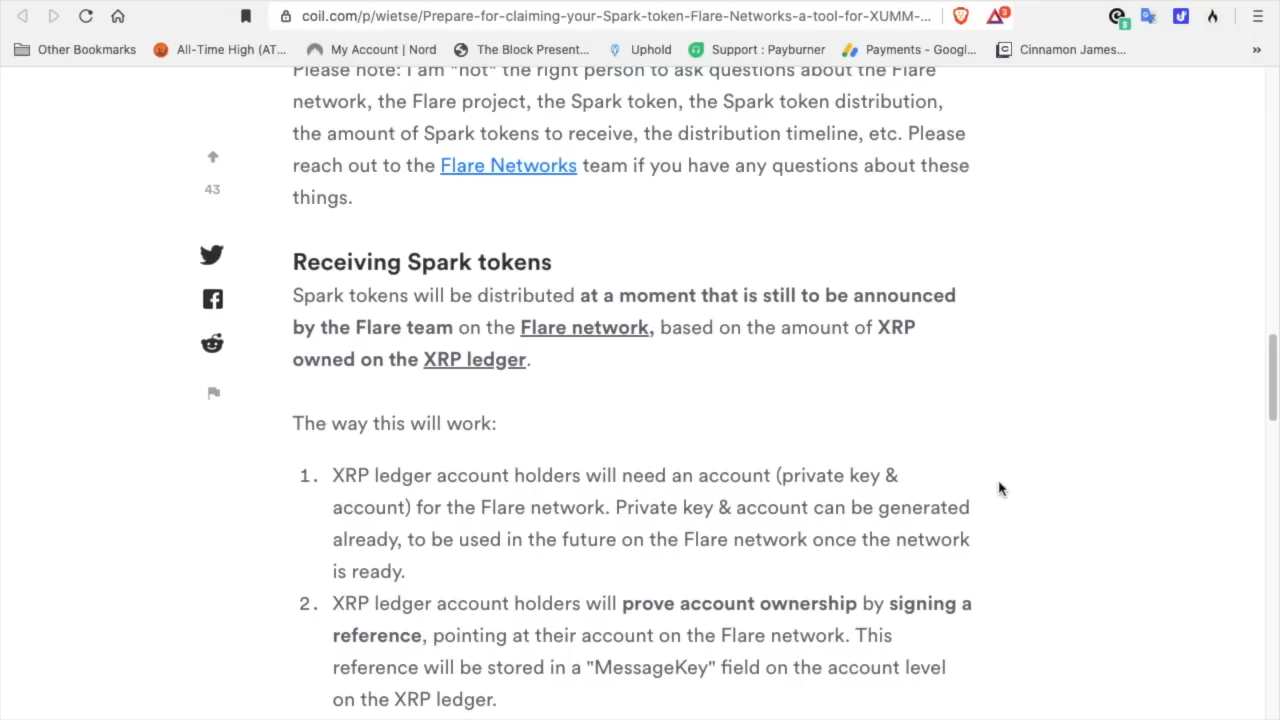 coil.com/p/wietse/Prepare-for-claiming-your-Spark-token-Flare-Networks-a-tool-for-XUMM-...
3
$
Other Bookmarks
All-Time High (AT...
My Account | Nord
The Block Present...
Uphold
Support : Payburner
Payments - Googl...
Cinnamon James...
»
Please note: I am *not* the right person to ask questions about the Flare
network, the Flare project, the Spark token, the Spark token distribution,
the amount of Spark tokens to receive, the distribution timeline, etc. Please
reach out to the Flare Networks team if you have any questions about these
things.
43
Receiving Spark tokens
Spark tokens will be distributed at a moment that is still to be announced
by the Flare team on the Flare network, based on the amount of XRP
owned on the XRP ledger.
The way this will work:
1. XRP ledger account holders will need an account (private key &
account) for the Flare network. Private key & account can be generated
already, to be used in the future on the Flare network once the network
is ready.
2. XRP ledger account holders will prove account ownership by signing a
reference, pointing at their account on the Flare network. This
reference will be stored in a "MessageKey" field on the account level
on the XRP ledger.